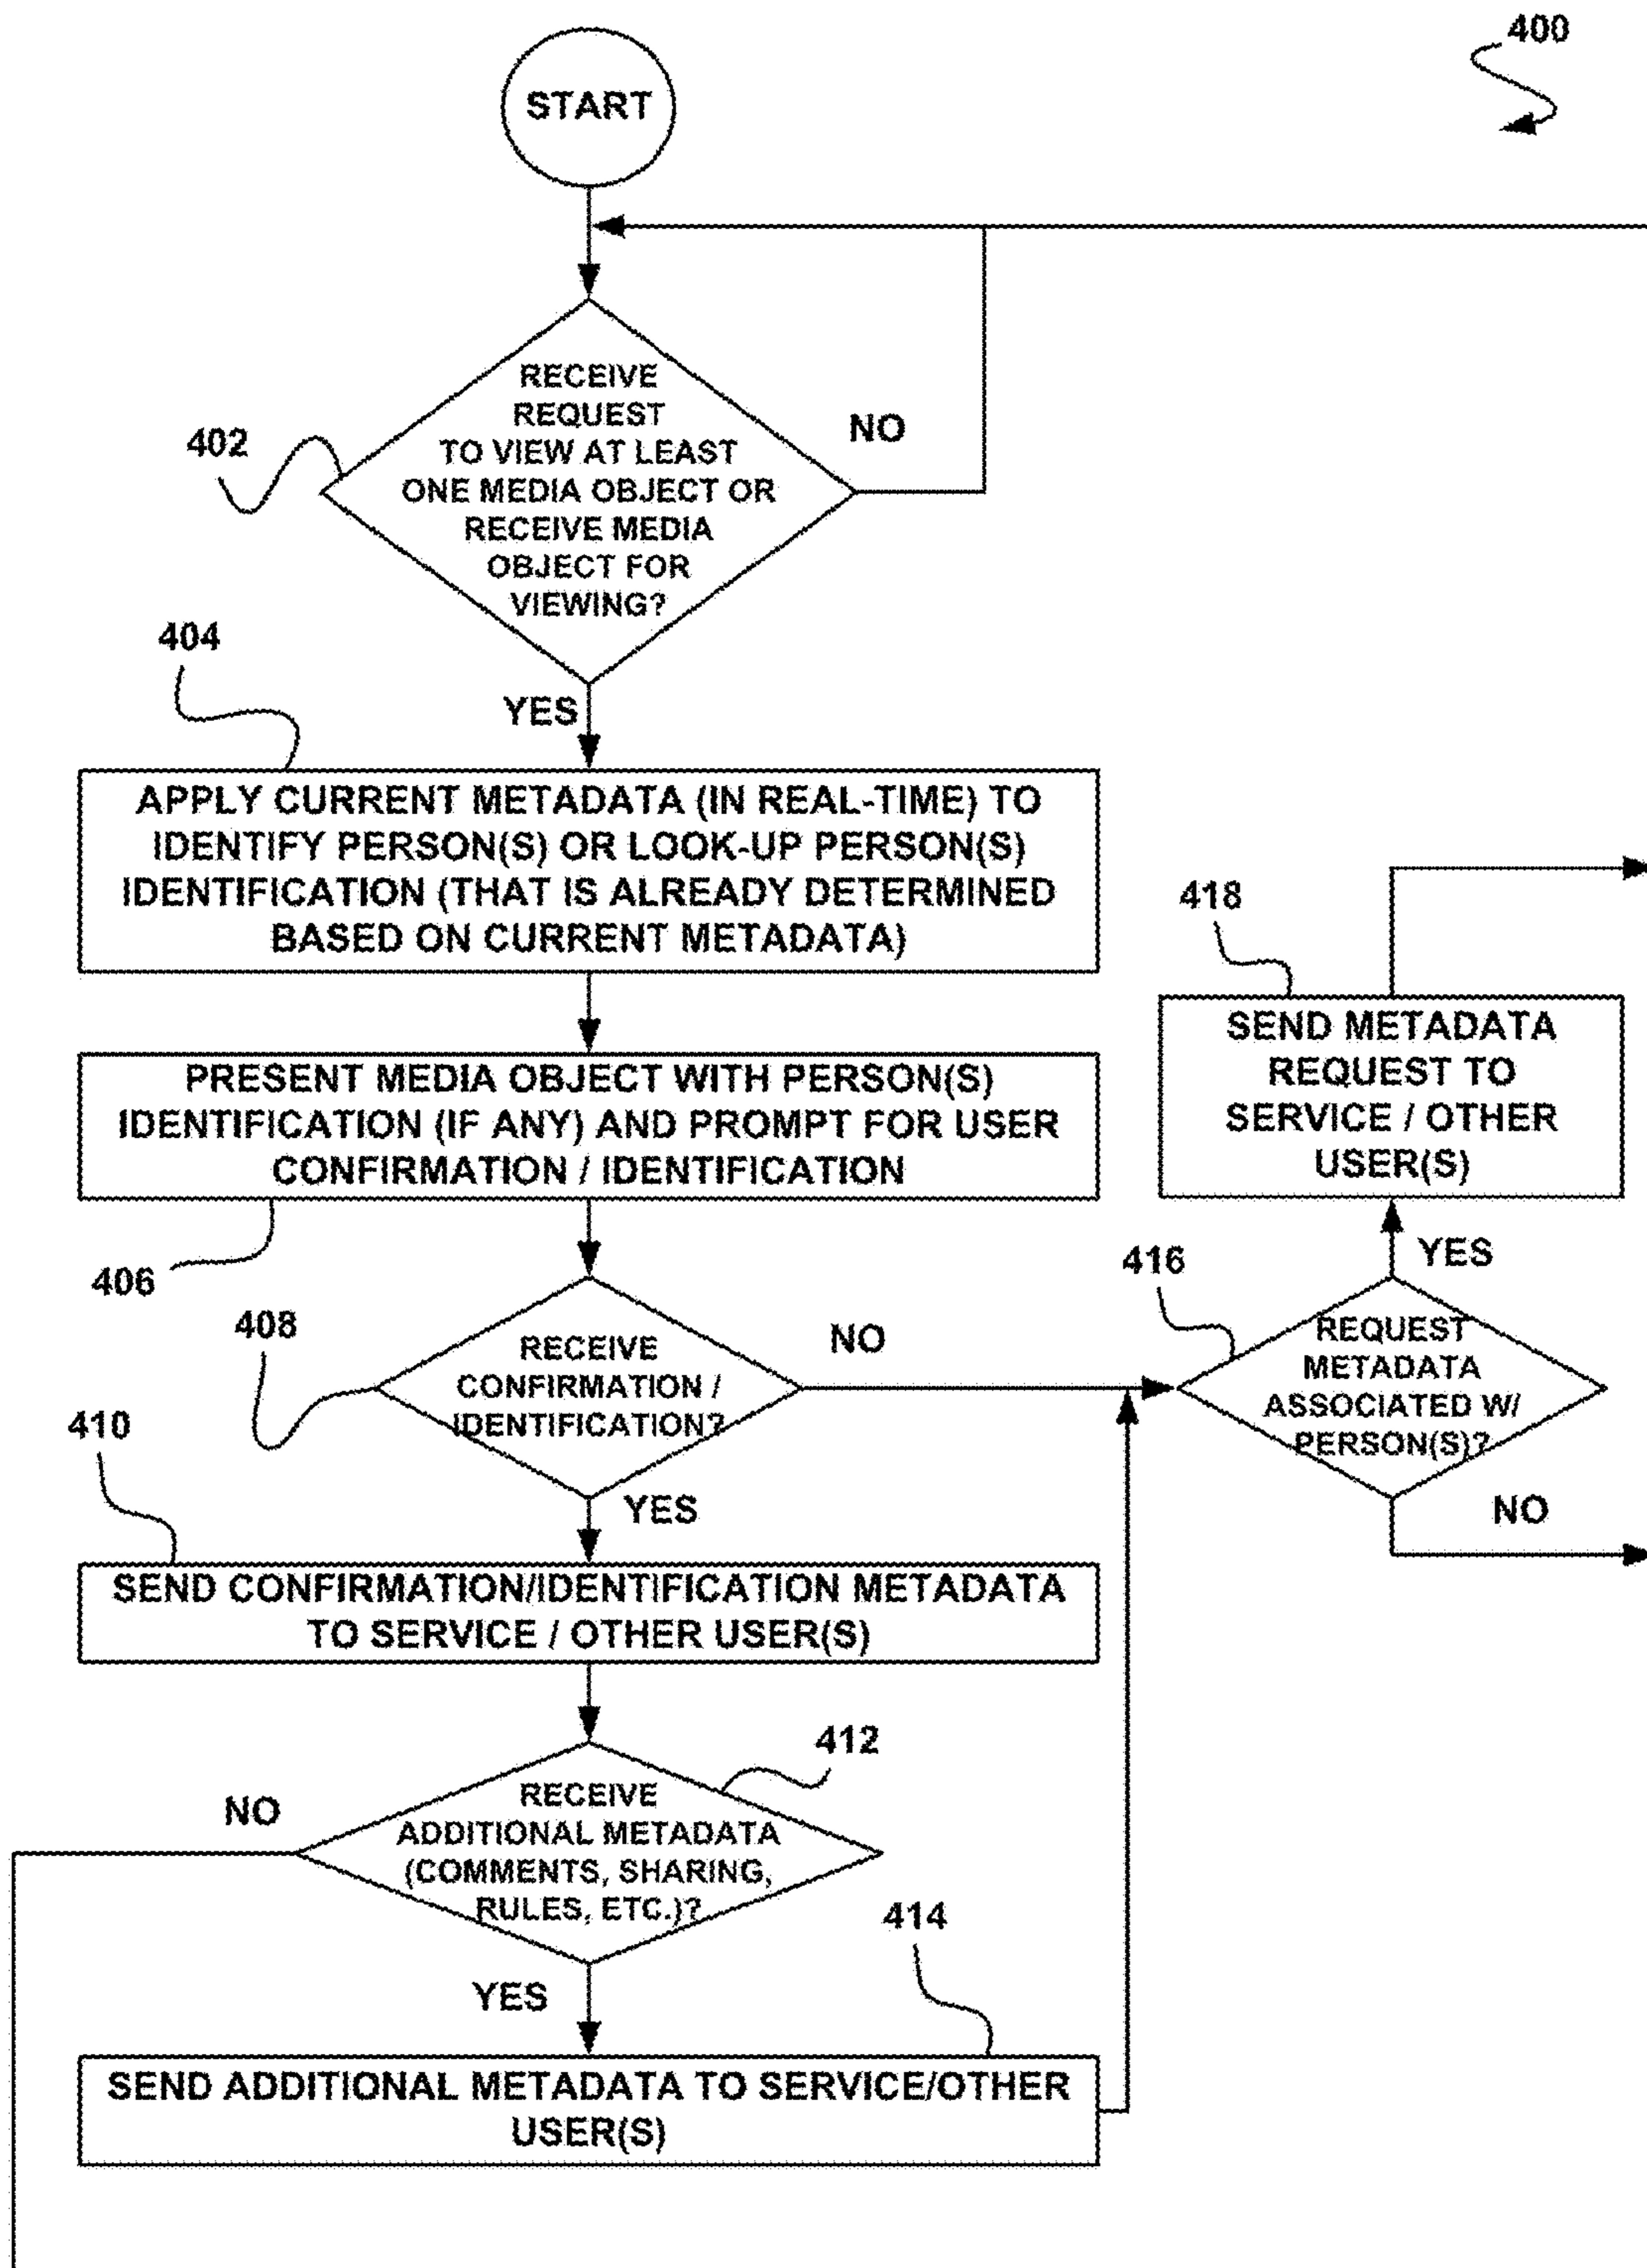 400
START
RECEIVE
REQUEST
TO VIEW AT LEAST
ONE MEDIA OBJECT OR
RECEIVE MEDIA
OBJECT FOR
VIEWING?
NO
402
YES
404
APPLY CURRENT METADATA (IN REAL-TIME) TO
IDENTIFY PERSON(S) OR LOOK-UP PERSON(S)
IDENTIFICATION (THAT IS ALREADY DETERMINED
BASED ON CURRENT METADATA)
PRESENT MEDIA OBJECT WITH PERSON(S)
IDENTIFICATION (IF ANY) AND PROMPT FOR USER
CONFIRMATION / IDENTIFICATION
406
408
RECEIVE
CONFIRMATION /
IDENTIFICATION?
NO
YES
410
SEND CONFIRMATION/IDENTIFICATION METADATA
TO SERVICE / OTHER USER(S)
412
RECEIVE
ADDITIONAL METADATA
(COMMENTS, SHARING,
RULES, ETC.)?
NO
YES
414
SEND ADDITIONAL METADATA TO SERVICE/OTHER
USER(S)
416
REQUEST
METADATA
ASSOCIATED W/
PERSON(S)?
YES
NO
418
SEND METADATA
REQUEST TO
SERVICE / OTHER
USER(S)